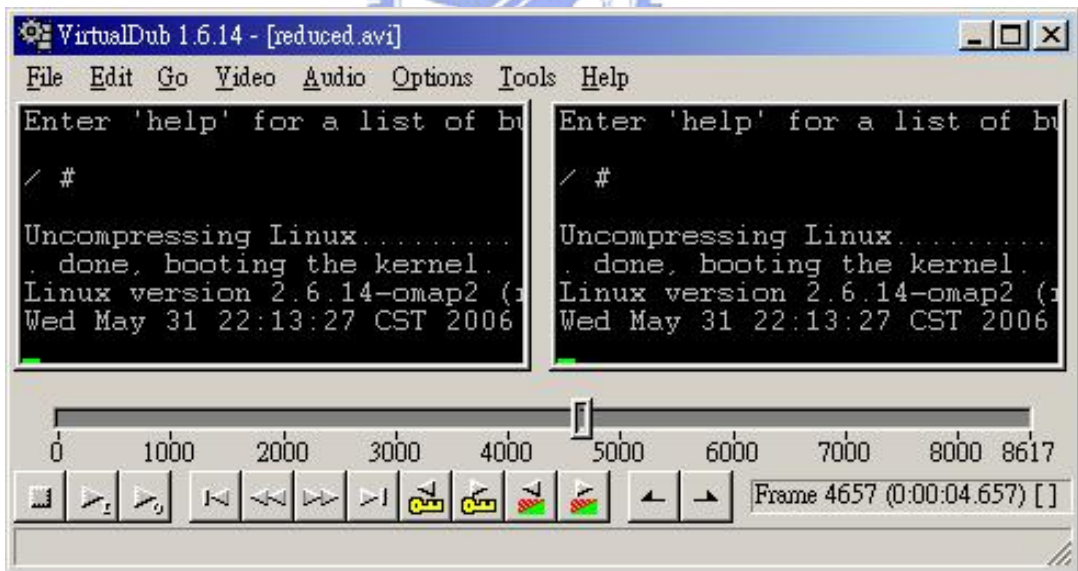 VirtualDub 1.6.14 - [reduced.avi]
File Edit Go Video Audio Options Tools Help
Enter 'help' for a list of bu
/ #
Uncompressing Linux..........
. done, booting the kernel.
Linux version 2.6.14-omap2 (
Wed May 31 22:13:27 CST 2006
Enter 'help' for a list of bu
/ #
Uncompressing Linux..........
. done, booting the kernel.
Linux version 2.6.14-omap2 (
Wed May 31 22:13:27 CST 2006
0 1000 2000 3000 4000 5000 6000 7000 8000 8617
Frame 4657 (0:00:04.657) [ ]